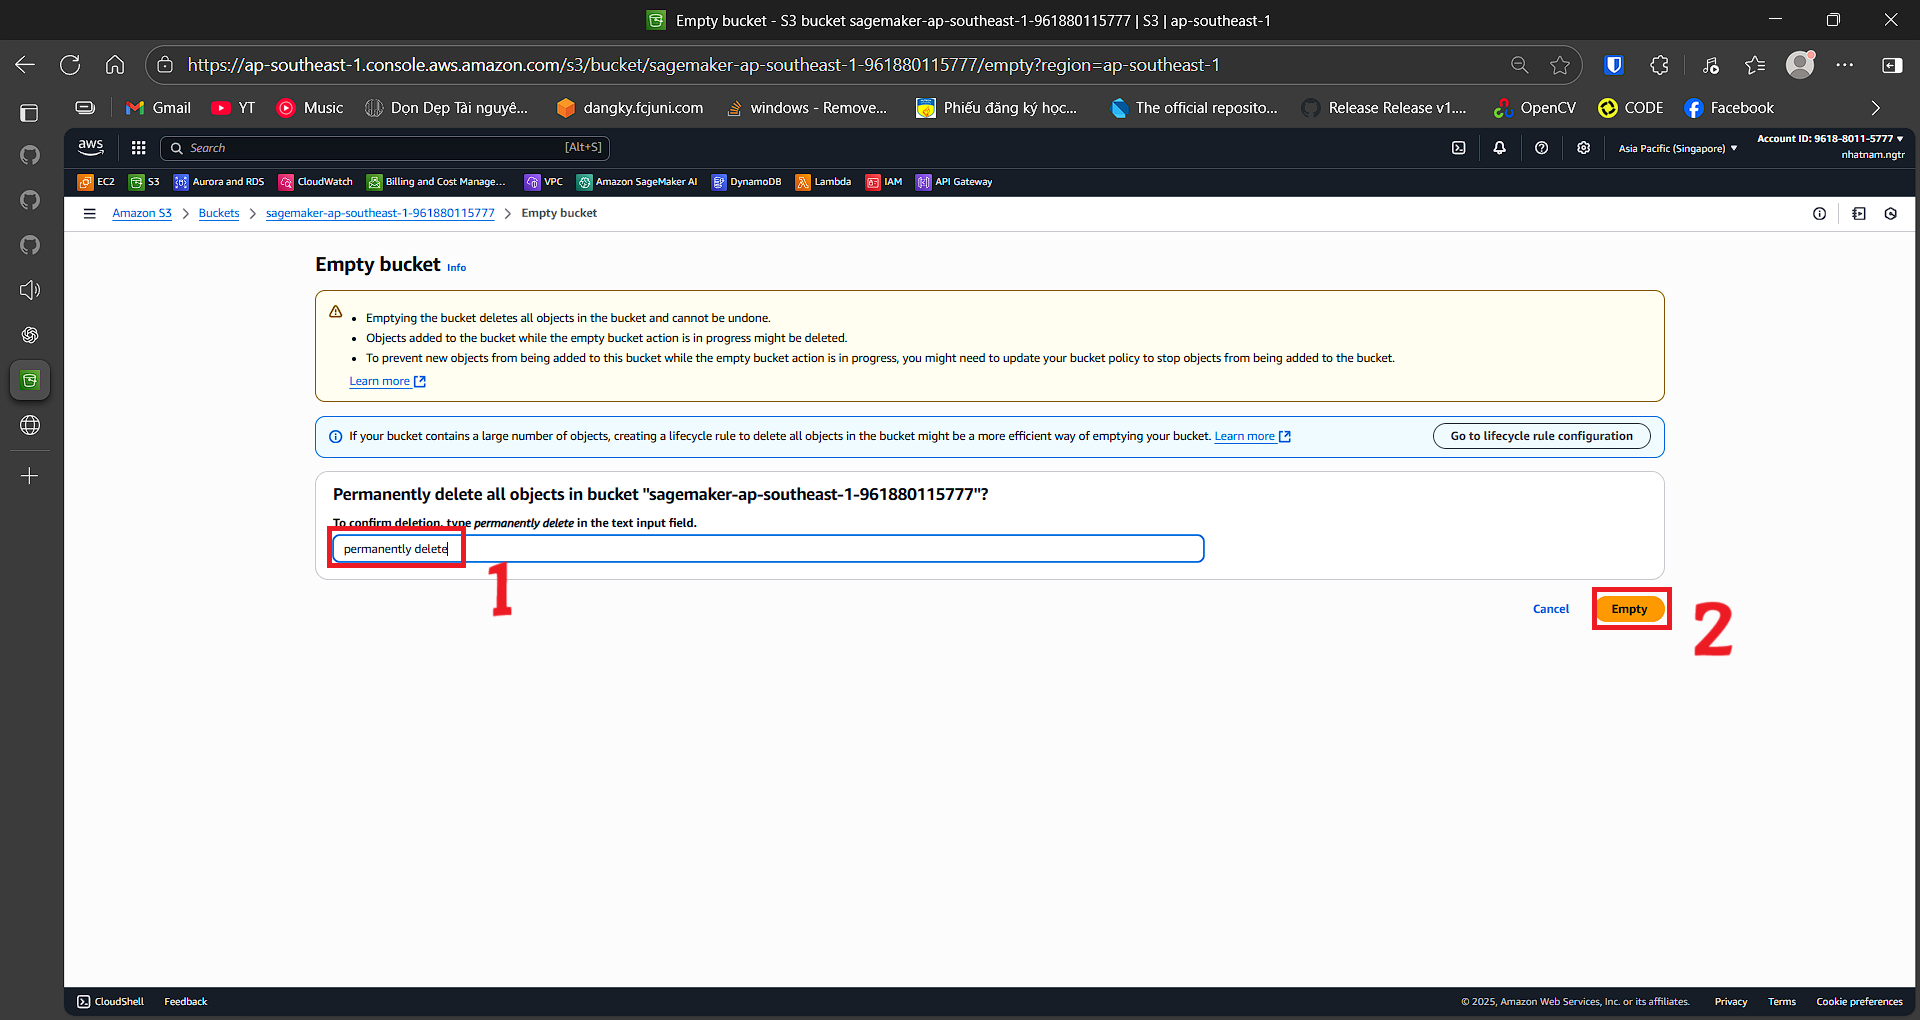 Empty bucket - S3 bucket sagemaker-ap-southeast-1-961880115777 | S3 | ap-southeast-1
https://ap-southeast-1.console.aws.amazon.com/s3/bucket/sagemaker-ap-southeast-1-961880115777/empty?region=ap-southeast-1
Gmail YT Music Dọn Dẹp Tài nguyê... dangky.fcjuni.com windows - Remove... Phiếu đăng ký học... The official reposito... Release Release v1.... OpenCV CODE Facebook
aws Search [Alt+S] Asia Pacific (Singapore) Account ID: 9618-8011-5777
nhatnam.ngtr
EC2 S3 Aurora and RDS CloudWatch Billing and Cost Manage... VPC Amazon SageMaker AI DynamoDB Lambda IAM API Gateway
Amazon S3 > Buckets > sagemaker-ap-southeast-1-961880115777 > Empty bucket
Empty bucket Info
• Emptying the bucket deletes all objects in the bucket and cannot be undone.
• Objects added to the bucket while the empty bucket action is in progress might be deleted.
• To prevent new objects from being added to this bucket while the empty bucket action is in progress, you might need to update your bucket policy to stop objects from being added to the bucket.
Learn more
If your bucket contains a large number of objects, creating a lifecycle rule to delete all objects in the bucket might be a more efficient way of emptying your bucket. Learn more Go to lifecycle rule configuration
Permanently delete all objects in bucket "sagemaker-ap-southeast-1-961880115777"?
To confirm deletion, type permanently delete in the text input field.
permanently delete
1
Cancel Empty
2
CloudShell Feedback © 2025, Amazon Web Services, Inc. or its affiliates. Privacy Terms Cookie preferences